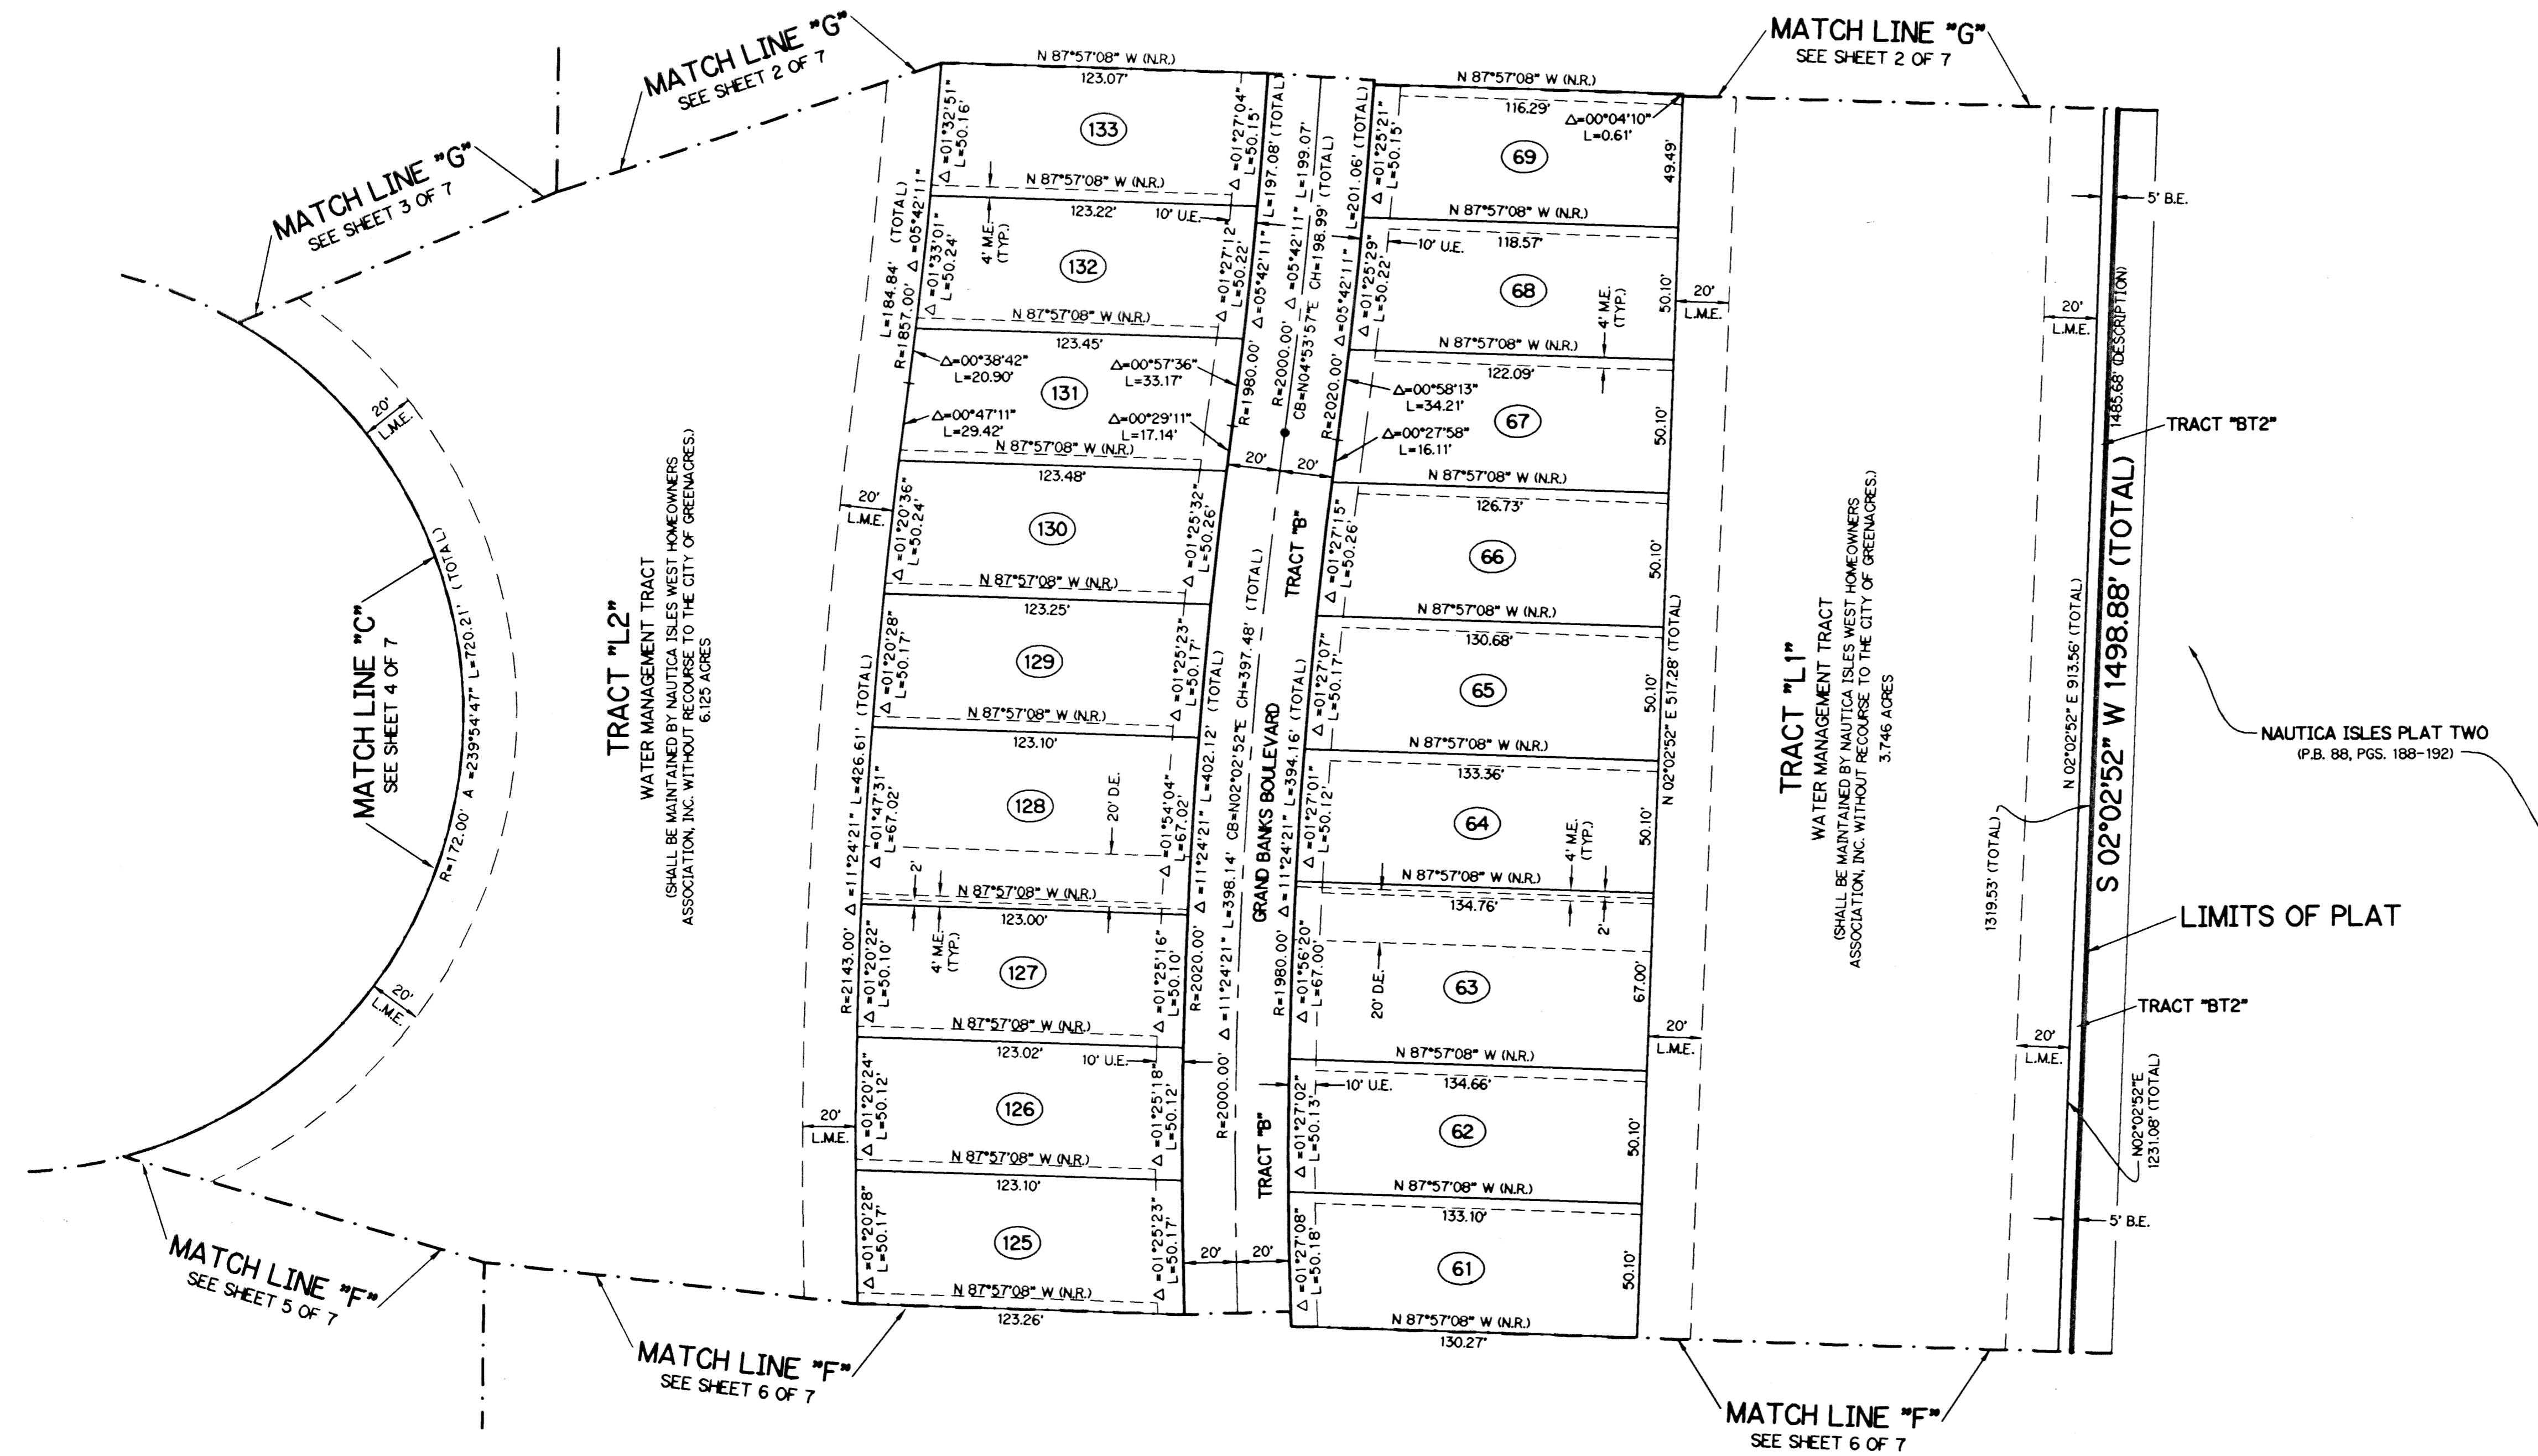 MATCH LINE "G"
SEE SHEET 2 OF 7
MATCH LINE "G"
SEE SHEET 3 OF 7
MATCH LINE "G"
SEE SHEET 2 OF 7
20'
L.M.E.
MATCH LINE "C"
SEE SHEET 4 OF 7
R=172.00' A =239°54'47" L=720.21' (TOTAL)
20'
L.M.E.
MATCH LINE "F"
SEE SHEET 5 OF 7
MATCH LINE "F"
SEE SHEET 6 OF 7
TRACT "L2"
WATER MANAGEMENT TRACT
(SHALL BE MAINTAINED BY NAUTICA ISLES WEST HOMEOWNERS
ASSOCIATION, INC. WITHOUT RECOURSE TO THE CITY OF GREENACRES.)
6.125 ACRES
20'
L.M.E.
20'
L.M.E.
L=184.84' (TOTAL)
R=1857.00' Δ =05°42'11"
R=2143.00' Δ =11°24'21" L=426.61' (TOTAL)
N 87°57'08" W (N.R.)
123.07'
Δ=01°32'51"
L=50.16'
133
Δ=01°27'04"
L=50.15'
N 87°57'08" W (N.R.)
123.22'
10' U.E.
4' M.E.
(TYP.)
Δ=01°33'01"
L=50.24'
132
Δ=01°27'12"
L=50.22'
N 87°57'08" W (N.R.)
123.45'
Δ=00°38'42"
L=20.90'
Δ=00°57'36"
L=33.17'
131
Δ=00°47'11"
L=29.42'
Δ=00°29'11"
L=17.14'
N 87°57'08" W (N.R.)
123.48'
Δ=01°20'36"
L=50.24'
130
Δ=01°25'32"
L=50.26'
N 87°57'08" W (N.R.)
123.25'
Δ=01°20'28"
L=50.17'
129
Δ=01°25'23"
L=50.17'
N 87°57'08" W (N.R.)
123.10'
Δ=01°47'31"
L=67.02'
128
20' D.E.
Δ=01°54'04"
L=67.02'
2'
N 87°57'08" W (N.R.)
123.00'
4' M.E.
(TYP.)
Δ=01°20'22"
L=50.10'
127
Δ=01°25'16"
L=50.10'
N 87°57'08" W (N.R.)
123.02'
10' U.E.
Δ=01°20'24"
L=50.12'
126
Δ=01°25'18"
L=50.12'
N 87°57'08" W (N.R.)
123.10'
Δ=01°20'28"
L=50.17'
125
Δ=01°25'23"
L=50.17'
N 87°57'08" W (N.R.)
123.26'
R=1980.00' Δ=05°42'11" L=197.08' (TOTAL)
R=2000.00' Δ =05°42'11" L=199.07'
CB=N04°53'57"E CH=198.99' (TOTAL)
R=2020.00' Δ=05°42'11" L=201.06' (TOTAL)
20'
20'
TRACT "B"
GRAND BANKS BOULEVARD
R=2020.00' Δ =11°24'21" L=402.12' (TOTAL)
R=2000.00' Δ =11°24'21" L=398.14' CB=N02°02'52"E CH=397.48' (TOTAL)
R=1980.00' Δ =11°24'21" L=394.16' (TOTAL)
TRACT "B"
20'
20'
N 87°57'08" W (N.R.)
116.29'
Δ=00°04'10"
L=0.61'
Δ=01°25'21"
L=50.15'
69
49.49'
N 87°57'08" W (N.R.)
118.57'
10' U.E.
Δ=01°25'29"
L=50.22'
68
50.10'
4' M.E.
(TYP.)
N 87°57'08" W (N.R.)
122.09'
Δ=00°58'13"
L=34.21'
67
50.10'
Δ=00°27'58"
L=16.11'
N 87°57'08" W (N.R.)
126.73'
Δ=01°27'15"
L=50.26'
66
50.10'
N 87°57'08" W (N.R.)
130.68'
Δ=01°27'07"
L=50.17'
65
50.10'
N 87°57'08" W (N.R.)
133.36'
Δ=01°27'01"
L=50.12'
64
50.10'
4' M.E.
(TYP.)
N 87°57'08" W (N.R.)
134.76'
2'
Δ=01°56'20"
L=67.00'
20' D.E.
63
67.00'
N 87°57'08" W (N.R.)
134.66'
10' U.E.
Δ=01°27'02"
L=50.13'
62
50.10'
N 87°57'08" W (N.R.)
133.10'
Δ=01°27'08"
L=50.18'
61
50.10'
N 87°57'08" W (N.R.)
130.27'
N 02°02'52" E 517.28' (TOTAL)
MATCH LINE "G"
SEE SHEET 2 OF 7
20'
L.M.E.
20'
L.M.E.
TRACT "L1"
WATER MANAGEMENT TRACT
(SHALL BE MAINTAINED BY NAUTICA ISLES WEST HOMEOWNERS
ASSOCIATION, INC. WITHOUT RECOURSE TO THE CITY OF GREENACRES.)
3.746 ACRES
1319.53' (TOTAL)
20'
L.M.E.
20'
L.M.E.
N 02°02'52" E 913.56' (TOTAL)
5' B.E.
1485.68' (DESCRIPTION)
S 02°02'52" W 1498.88' (TOTAL)
TRACT "BT2"
NAUTICA ISLES PLAT TWO
(P.B. 88, PGS. 188-192)
LIMITS OF PLAT
TRACT "BT2"
N02°02'52"E
1231.08' (TOTAL)
5' B.E.
MATCH LINE "F"
SEE SHEET 6 OF 7